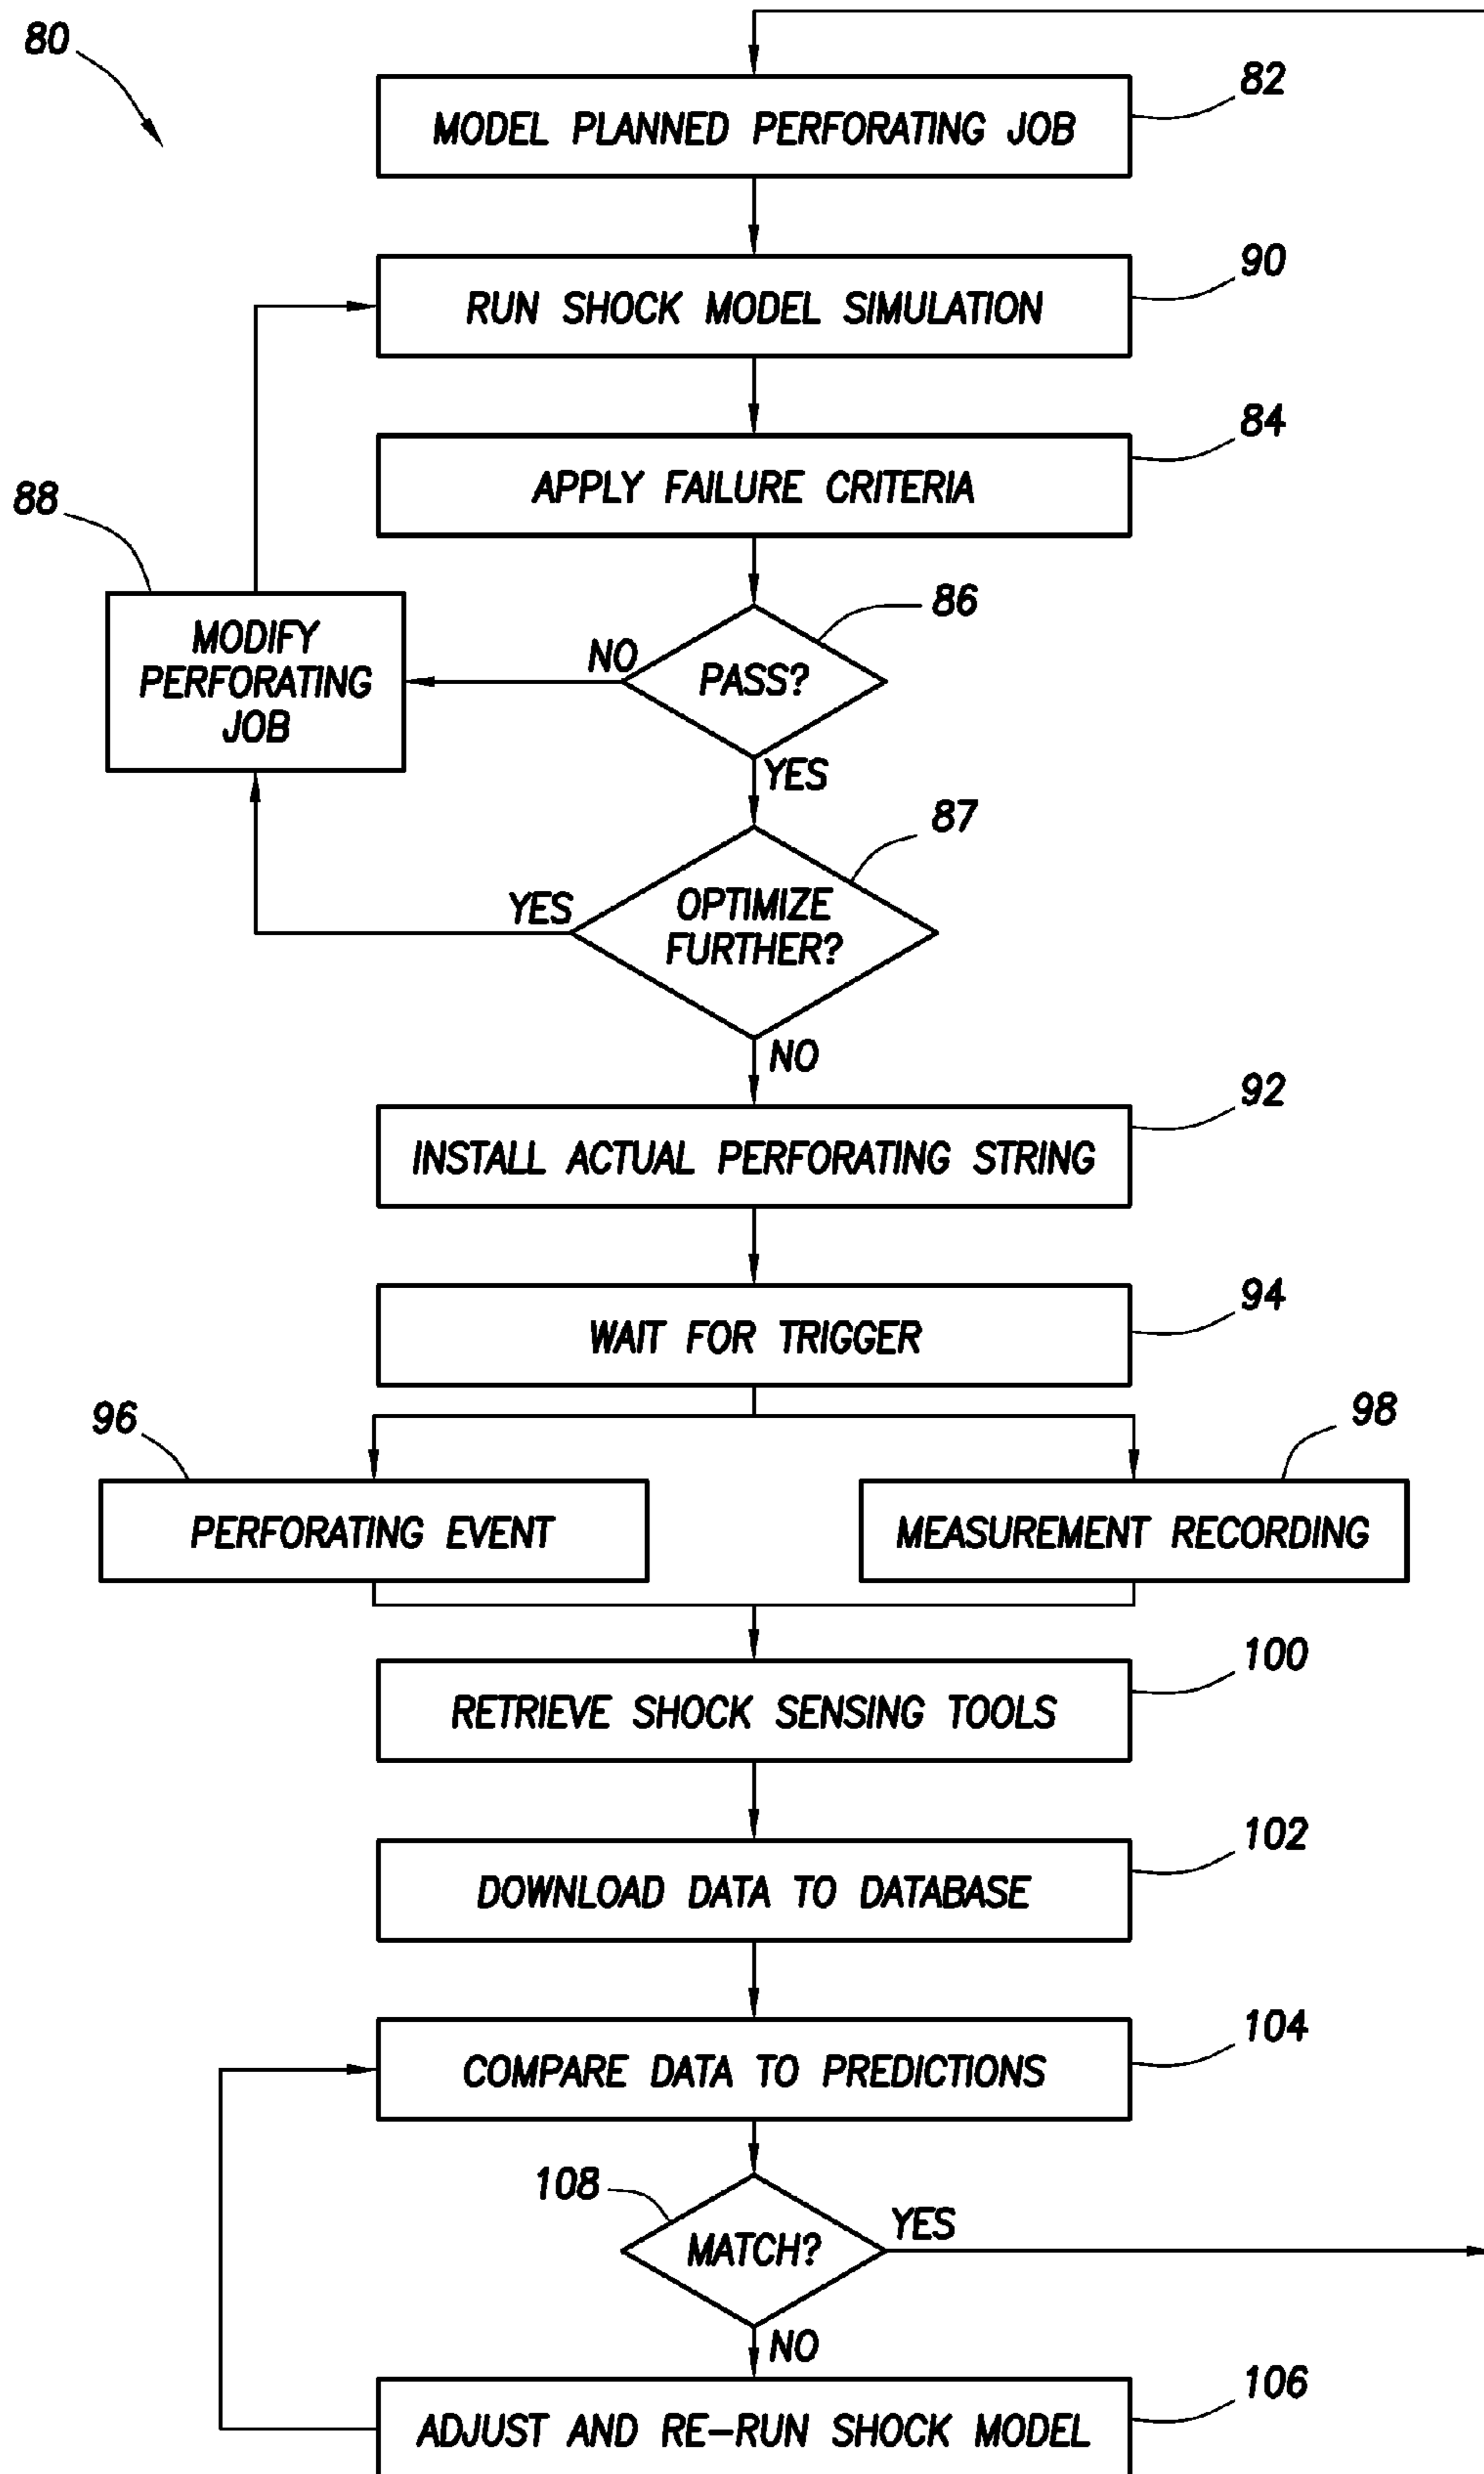 80
82
MODEL PLANNED PERFORATING JOB
90
RUN SHOCK MODEL SIMULATION
84
APPLY FAILURE CRITERIA
88
MODIFY
PERFORATING
JOB
86
NO
PASS?
YES
87
YES
OPTIMIZE
FURTHER?
NO
92
INSTALL ACTUAL PERFORATING STRING
94
WAIT FOR TRIGGER
96
98
PERFORATING EVENT
MEASUREMENT RECORDING
100
RETRIEVE SHOCK SENSING TOOLS
102
DOWNLOAD DATA TO DATABASE
104
COMPARE DATA TO PREDICTIONS
108
MATCH?
YES
NO
106
ADJUST AND RE-RUN SHOCK MODEL